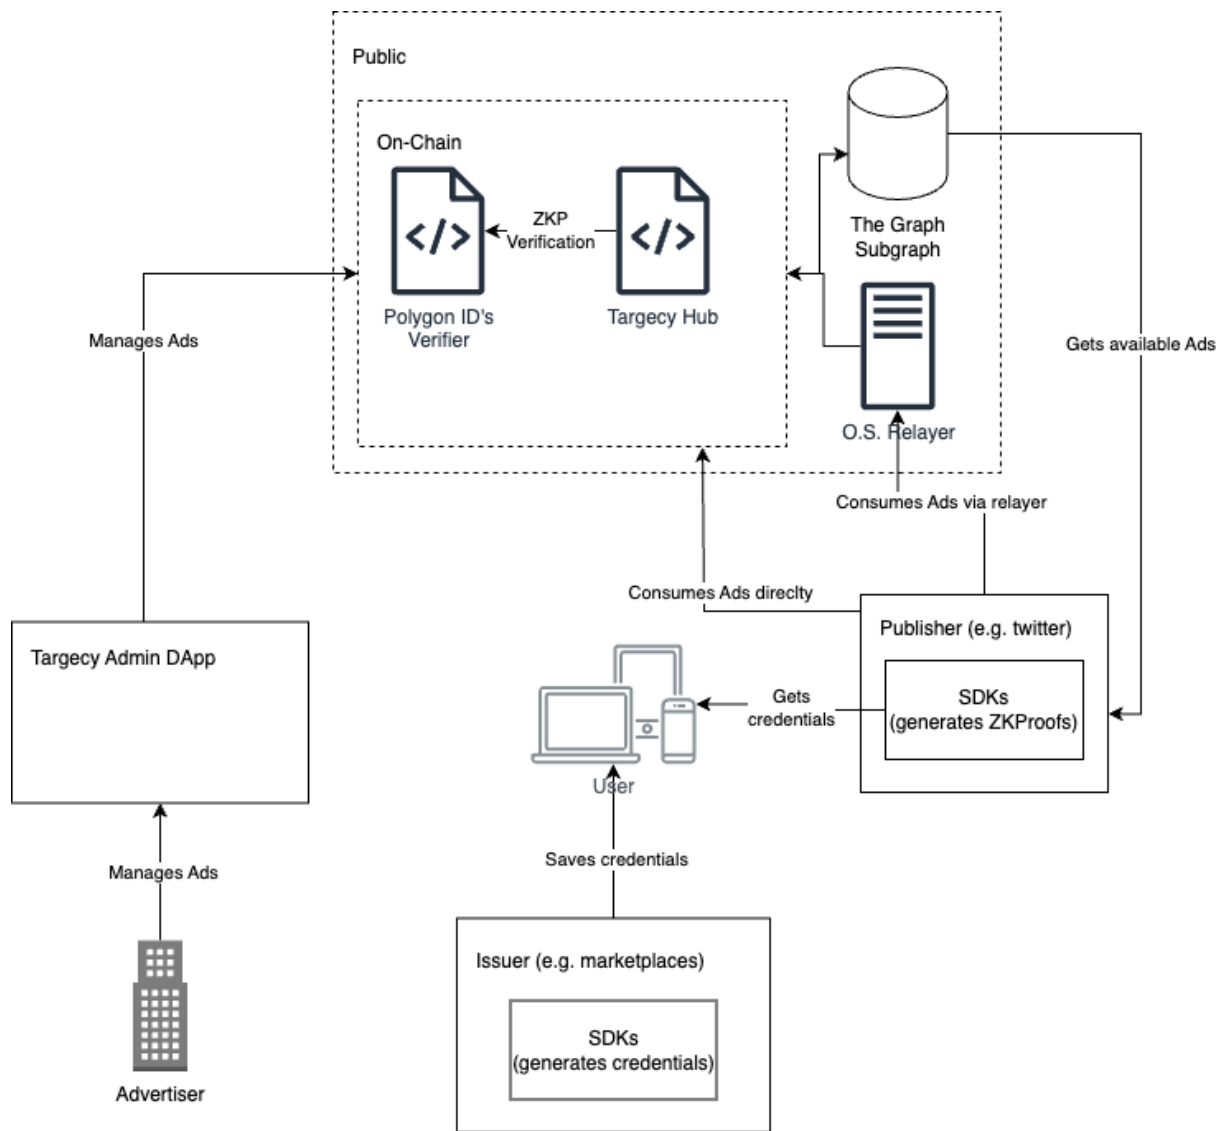 Public
On-Chain
ZKP
Verification
Polygon ID's
Verifier
Targecy Hub
The Graph
Subgraph
O.S. Relayer
Manages Ads
Gets available Ads
Consumes Ads via relayer
Consumes Ads direclty
Targecy Admin DApp
Publisher (e.g. twitter)
SDKs
(generates ZKProofs)
Gets
credentials
User
Manages Ads
Saves credentials
Advertiser
Issuer (e.g. marketplaces)
SDKs
(generates credentials)